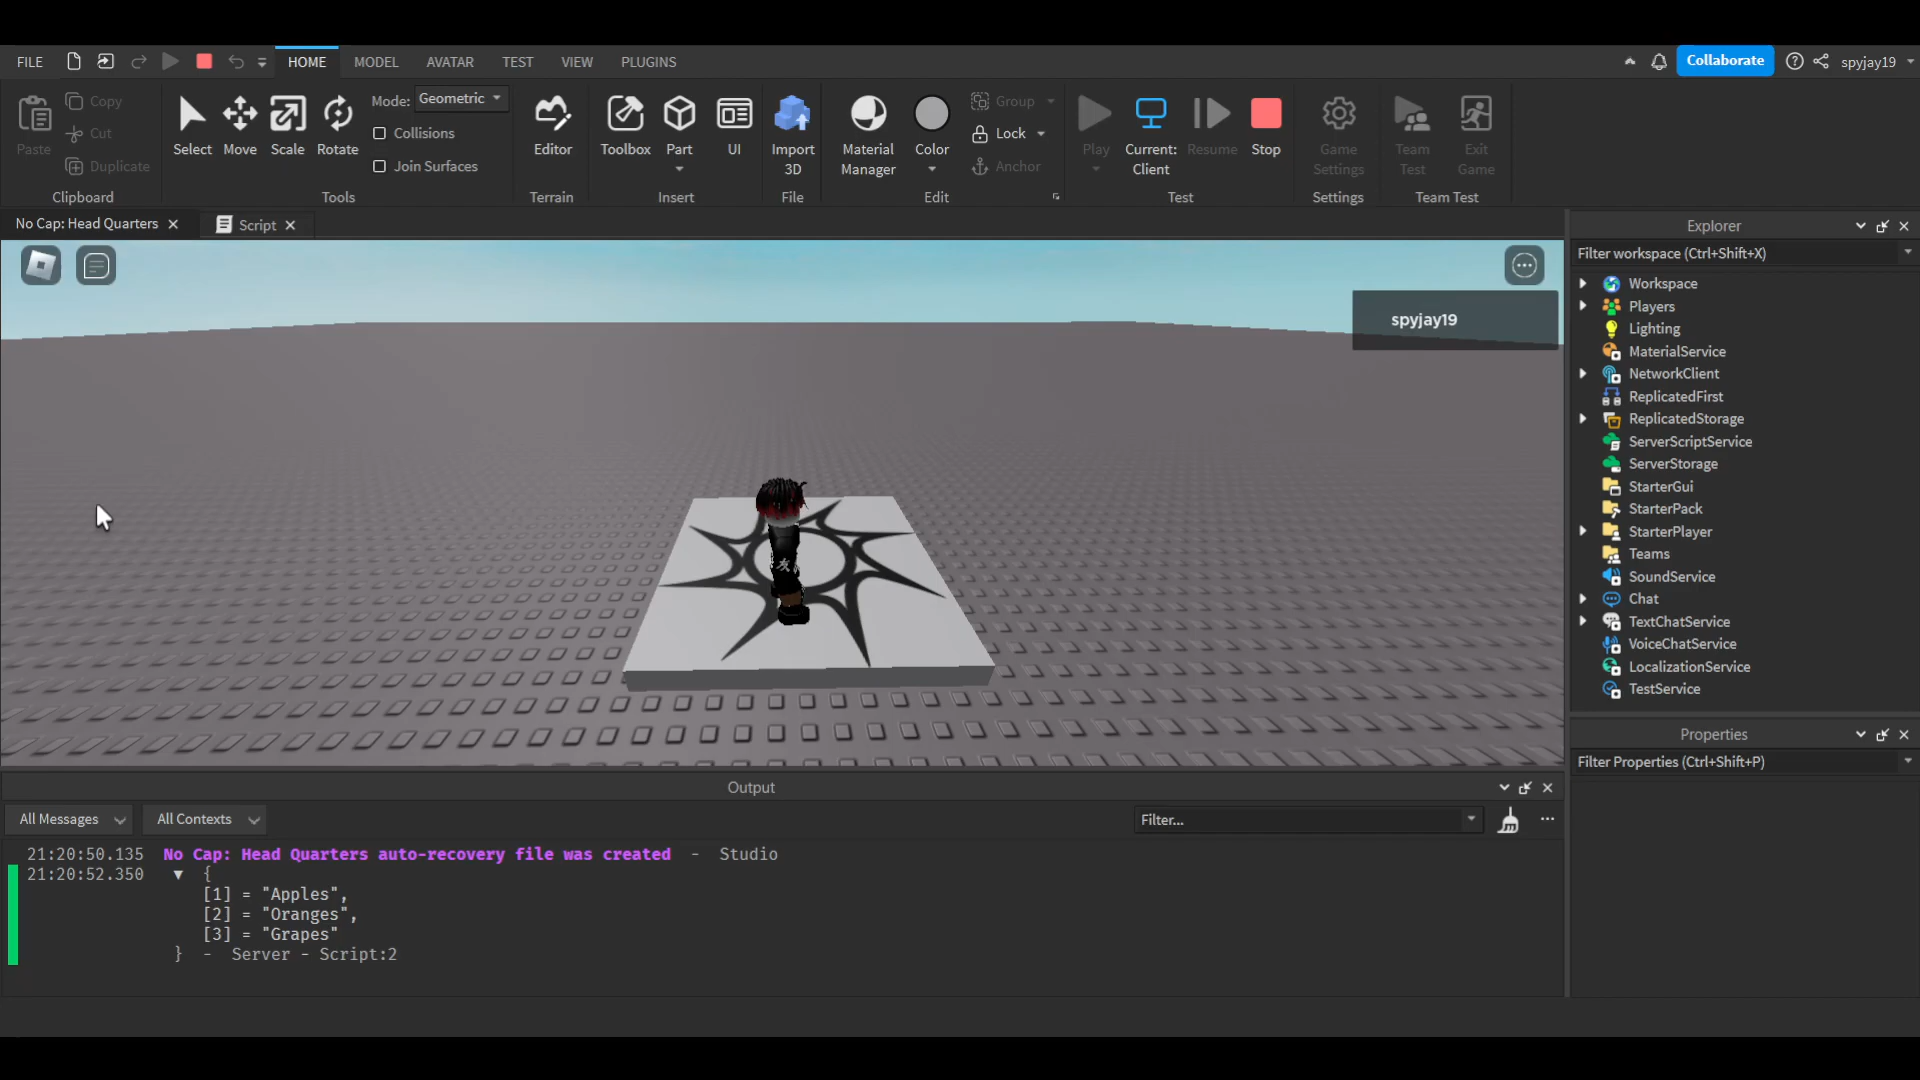 FILE HOME MODEL AVATAR TEST VIEW PLUGINS Collaborate spyjay19
Paste Copy Cut Duplicate
Clipboard
Select Move Scale Rotate
Mode: Geometric
Collisions
Join Surfaces
Tools
Editor
Terrain
Toolbox Part UI
Insert
Import 3D
File
Material Manager Color
Group
Lock
Anchor
Edit
Play Current: Client Resume Stop
Test
Game Settings
Settings
Team Test Exit Game
Team Test
No Cap: Head Quarters Script
spyjay19
友
Explorer
Filter workspace (Ctrl+Shift+X)
Workspace
Players
Lighting
MaterialService
NetworkClient
ReplicatedFirst
ReplicatedStorage
ServerScriptService
ServerStorage
StarterGui
StarterPack
StarterPlayer
Teams
SoundService
Chat
TextChatService
VoiceChatService
LocalizationService
TestService
Properties
Filter Properties (Ctrl+Shift+P)
Output
All Messages All Contexts Filter...
21:20:50.135 No Cap: Head Quarters auto-recovery file was created - Studio
21:20:52.350 ▼ {
[1] = "Apples",
[2] = "Oranges",
[3] = "Grapes"
} - Server - Script:2